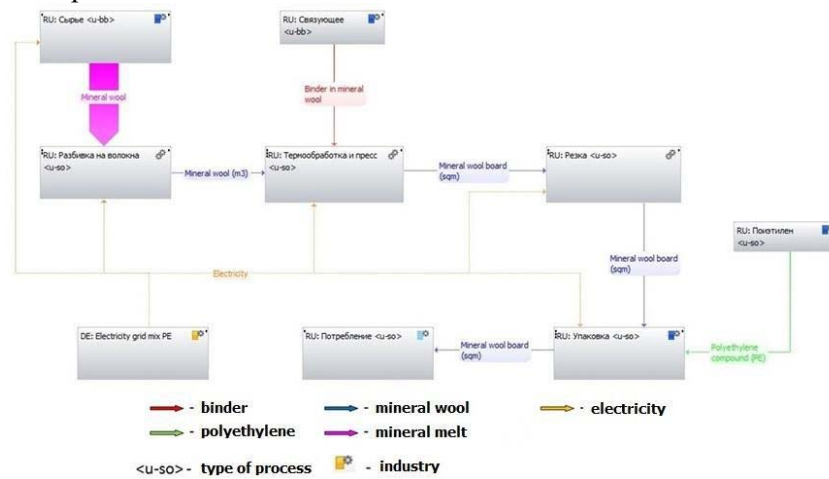 RU: Сырье <u-bb>
RU: Связующее
<u-bb>
Mineral wool
Binder in mineral
wool
RU: Разбивка на волокна
<u-so>
Mineral wool (m3)
RU: Термообработка и пресс
<u-so>
Mineral wool board
(sqm)
RU: Резка <u-so>
RU: Поиэтилен
<u-so>
Electricity
Mineral wool board
(sqm)
DE: Electricity grid mix PE
RU: Потребление <u-so>
Mineral wool board
(sqm)
RU: Упаковка <u-so>
Polyethylene
compound (PE)
- binder
- mineral wool
- electricity
- polyethylene
- mineral melt
<u-so> - type of process
- industry